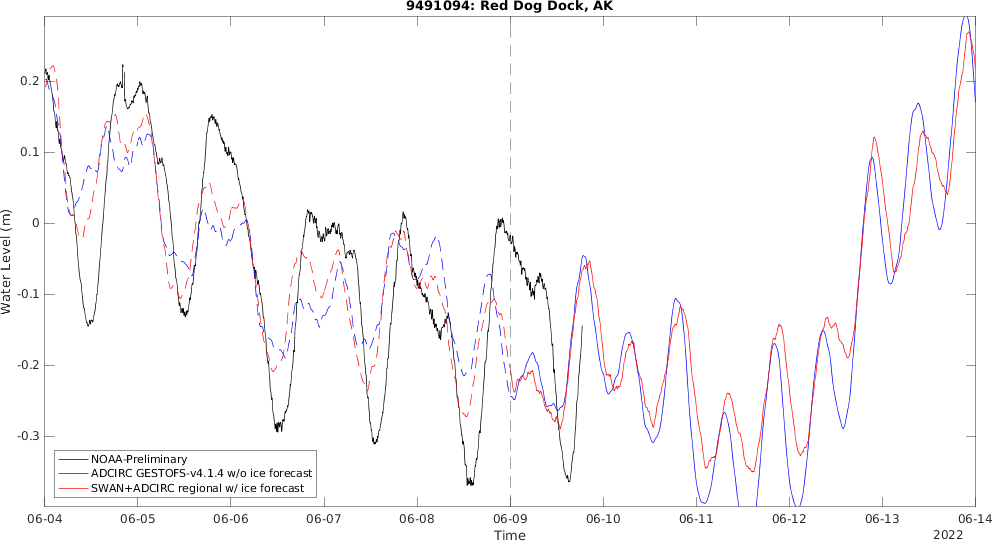 9491094: Red Dog Dock, AK
Water Level (m)
0.2
0.1
0
-0.1
-0.2
-0.3
NOAA-Preliminary
ADCIRC GESTOFS-v4.1.4 w/o ice forecast
SWAN+ADCIRC regional w/ ice forecast
06-04 06-05 06-06 06-07 06-08 06-09 06-10 06-11 06-12 06-13 06-14
Time
2022